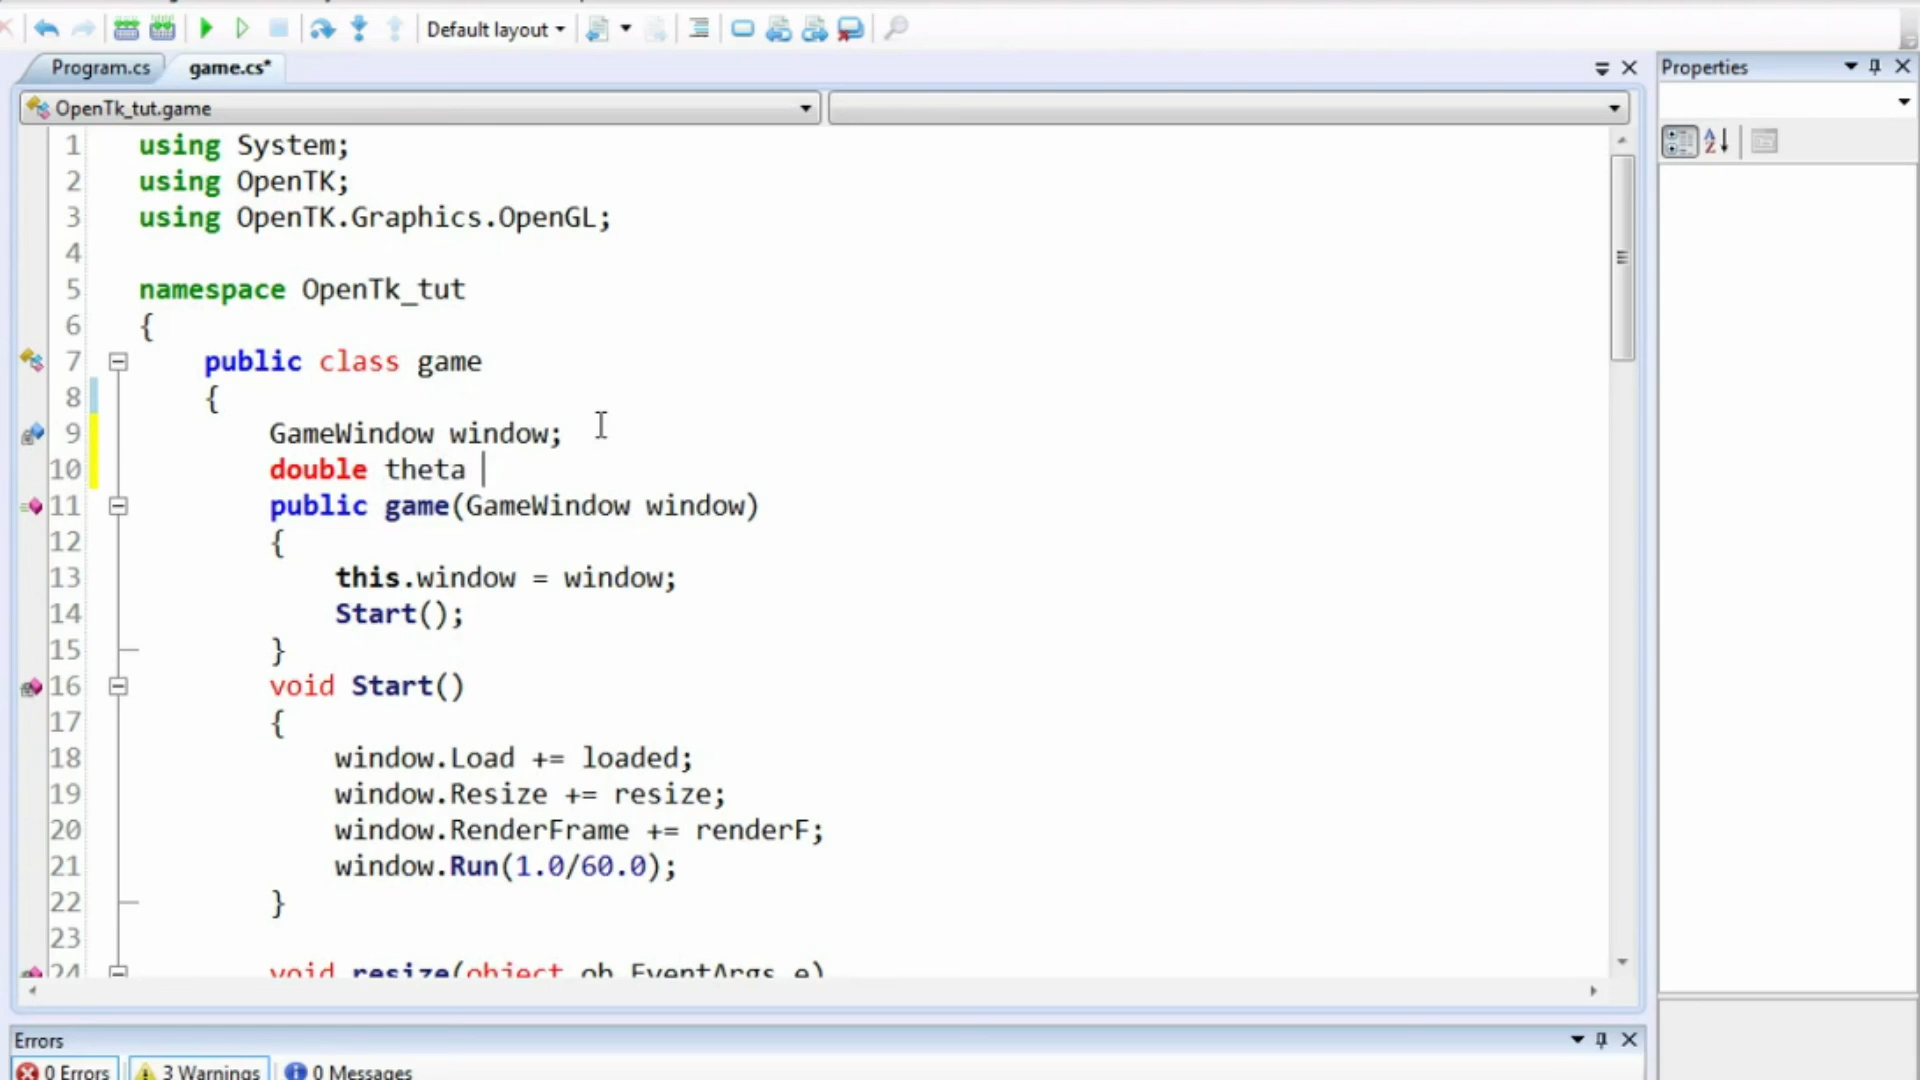 Default layout
Program.cs game.cs*
Properties
OpenTk_tut.game
1 using System;
2 using OpenTK;
3 using OpenTK.Graphics.OpenGL;
4
5 namespace OpenTk_tut
6 {
7 public class game
8 {
9 GameWindow window;
10 double theta
11 public game(GameWindow window)
12 {
13 this.window = window;
14 Start();
15 }
16 void Start()
17 {
18 window.Load += loaded;
19 window.Resize += resize;
20 window.RenderFrame += renderF;
21 window.Run(1.0/60.0);
22 }
23
24 void resize(object ob,EventArgs e)
Errors
0 Errors 3 Warnings 0 Messages